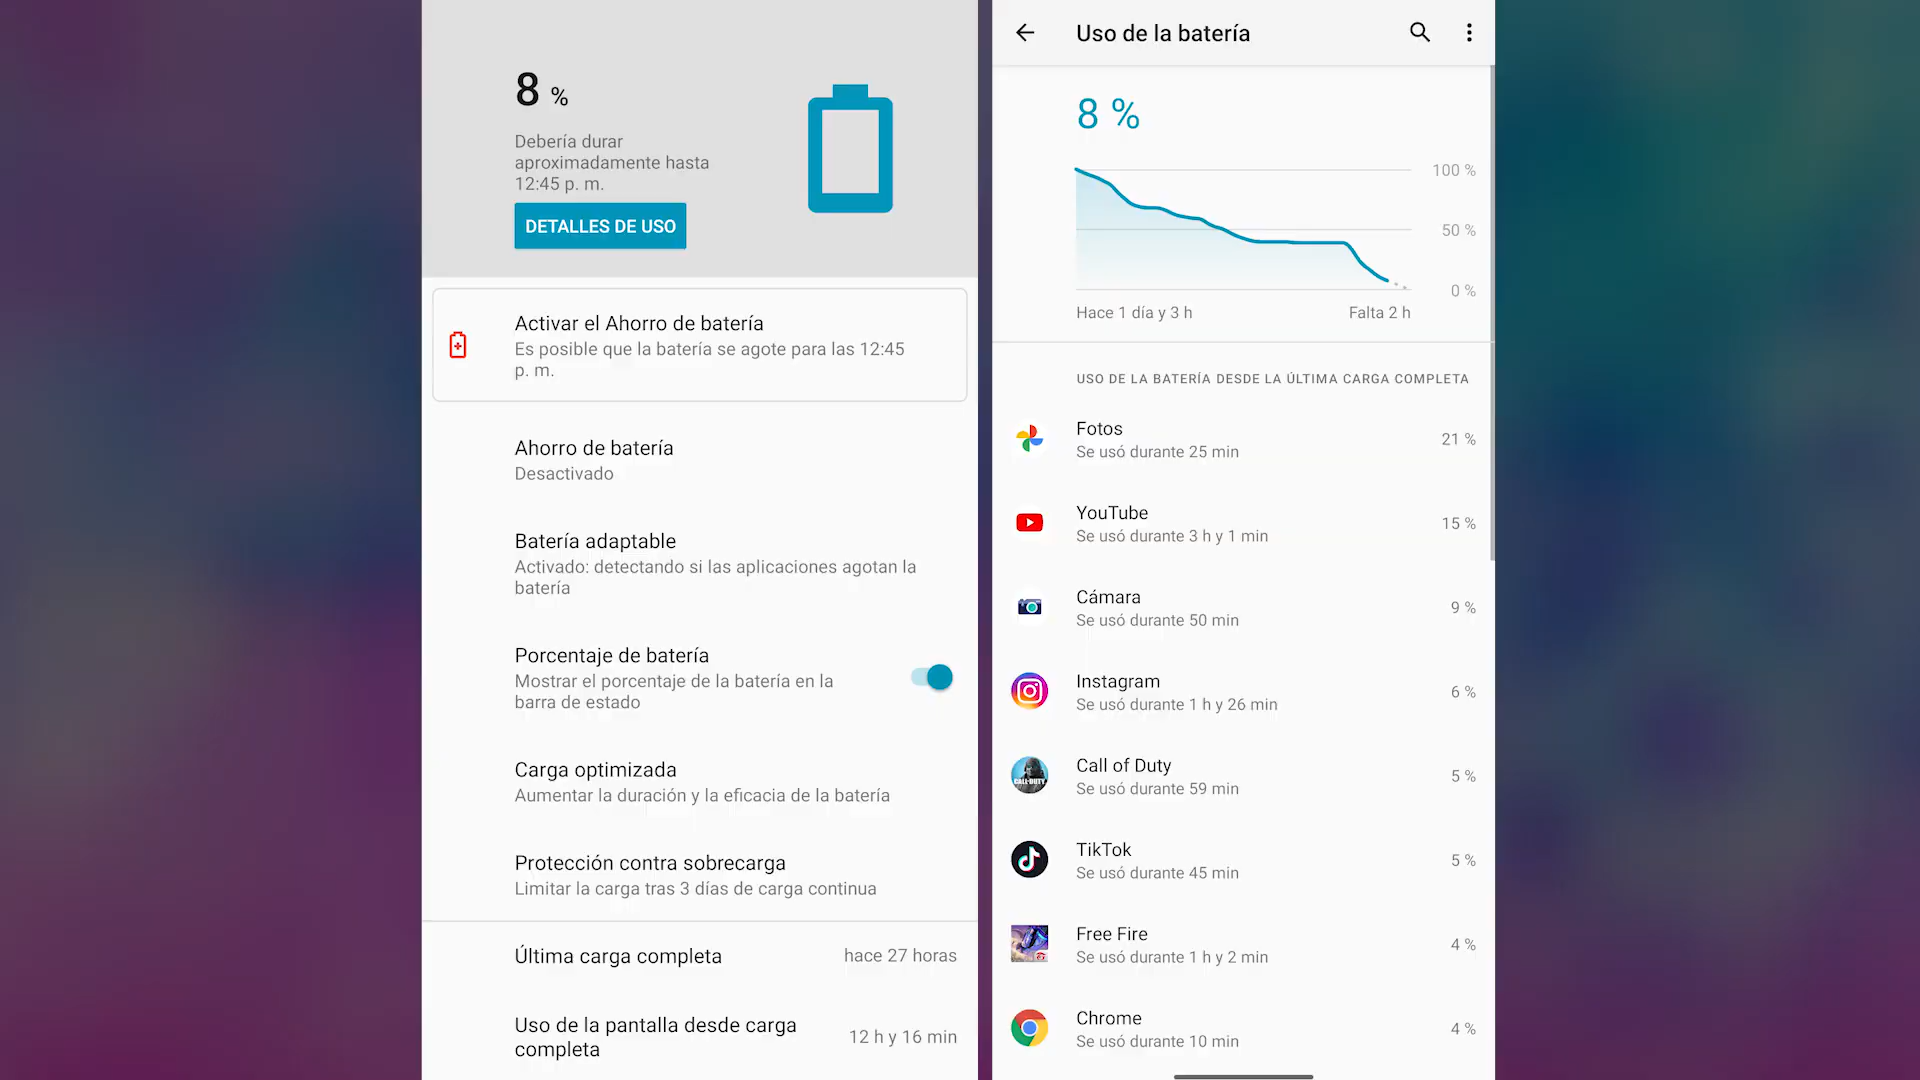 8 %
Debería durar
aproximadamente hasta
12:45 p. m.
DETALLES DE USO
Activar el Ahorro de batería
Es posible que la batería se agote para las 12:45
p. m.
Ahorro de batería
Desactivado
Batería adaptable
Activado: detectando si las aplicaciones agotan la
batería
Porcentaje de batería
Mostrar el porcentaje de la batería en la
barra de estado
Carga optimizada
Aumentar la duración y la eficacia de la batería
Protección contra sobrecarga
Limitar la carga tras 3 días de carga continua
Última carga completa hace 27 horas
Uso de la pantalla desde carga
completa 12 h y 16 min
Uso de la batería
8 %
100 %
50 %
0 %
Hace 1 día y 3 h Falta 2 h
USO DE LA BATERÍA DESDE LA ÚLTIMA CARGA COMPLETA
Fotos
Se usó durante 25 min 21 %
YouTube
Se usó durante 3 h y 1 min 15 %
Cámara
Se usó durante 50 min 9 %
Instagram
Se usó durante 1 h y 26 min 6 %
CALL·DUTY
Call of Duty
Se usó durante 59 min 5 %
TikTok
Se usó durante 45 min 5 %
Free Fire
Se usó durante 1 h y 2 min 4 %
Chrome
Se usó durante 10 min 4 %